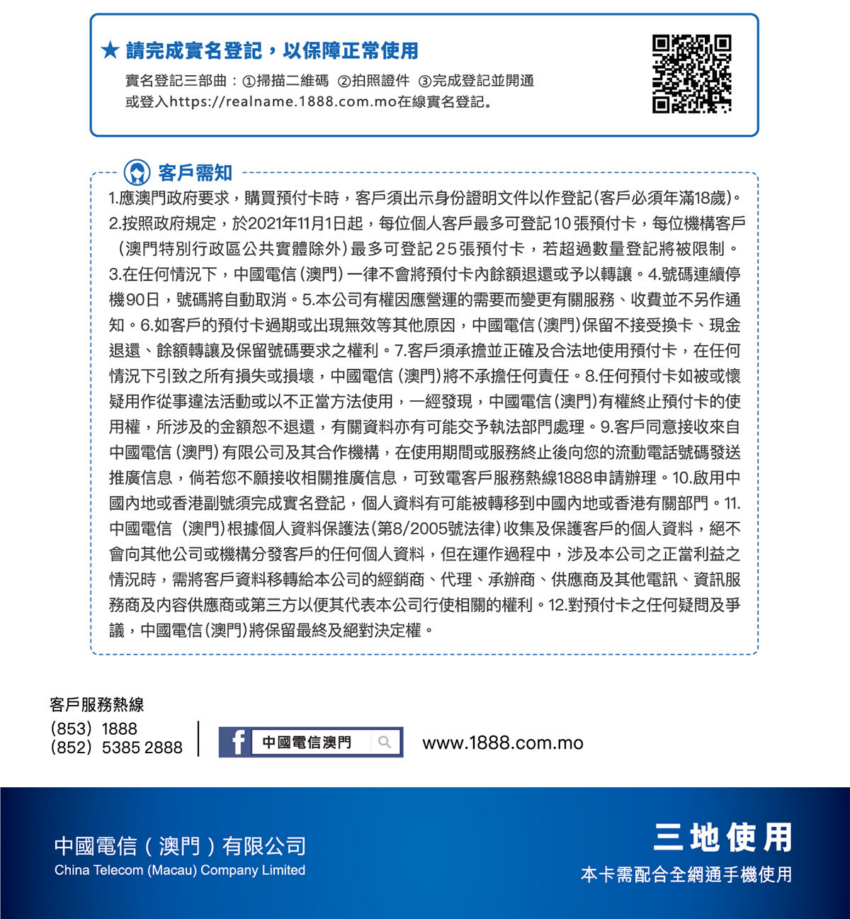 ★ 請完成實名登記，以保障正常使用
實名登記三部曲：①掃描二維碼 ②拍照證件 ③完成登記並開通
或登入https://realname.1888.com.mo在線實名登記。
客戶需知
1.應澳門政府要求，購買預付卡時，客戶須出示身份證明文件以作登記(客戶必須年滿18歲)。
2.按照政府規定，於2021年11月1日起，每位個人客戶最多可登記10張預付卡，每位機構客戶
（澳門特別行政區公共實體除外)最多可登記25張預付卡，若超過數量登記將被限制。
3.在任何情況下，中國電信(澳門)一律不會將預付卡內餘額退還或予以轉讓。4.號碼連續停
機90日，號碼將自動取消。5.本公司有權因應營運的需要而變更有關服務、收費並不另作通
知。6.如客戶的預付卡過期或出現無效等其他原因，中國電信(澳門)保留不接受換卡、現金
退還、餘額轉讓及保留號碼要求之權利。7.客戶須承擔並正確及合法地使用預付卡，在任何
情況下引致之所有損失或損壞，中國電信 (澳門)將不承擔任何責任。8.任何預付卡如被或懷
疑用作從事違法活動或以不正當方法使用，一經發現，中國電信(澳門)有權終止預付卡的使
用權，所涉及的金額恕不退還，有關資料亦有可能交予執法部門處理。9.客戶同意接收來自
中國電信(澳門)有限公司及其合作機構，在使用期間或服務終止後向您的流動電話號碼發送
推廣信息，倘若您不願接收相關推廣信息，可致電客戶服務熱線1888申請辦理。10.啟用中
國內地或香港副號須完成實名登記，個人資料有可能被轉移到中國內地或香港有關部門。11.
中國電信 (澳門)根據個人資料保護法(第8/2005號法律)收集及保護客戶的個人資料，絕不
會向其他公司或機構分發客戶的任何個人資料，但在運作過程中，涉及本公司之正當利益之
情況時，需將客戶資料移轉給本公司的經銷商、代理、承辦商、供應商及其他電訊、資訊服
務商及內容供應商或第三方以便其代表本公司行使相關的權利。12.對預付卡之任何疑問及爭
議，中國電信(澳門)將保留最終及絕對決定權。
客戶服務熱線
(853) 1888
(852) 5385 2888
f 中國電信澳門
www.1888.com.mo
中國電信（澳門）有限公司
China Telecom (Macau) Company Limited
三地使用
本卡需配合全網通手機使用